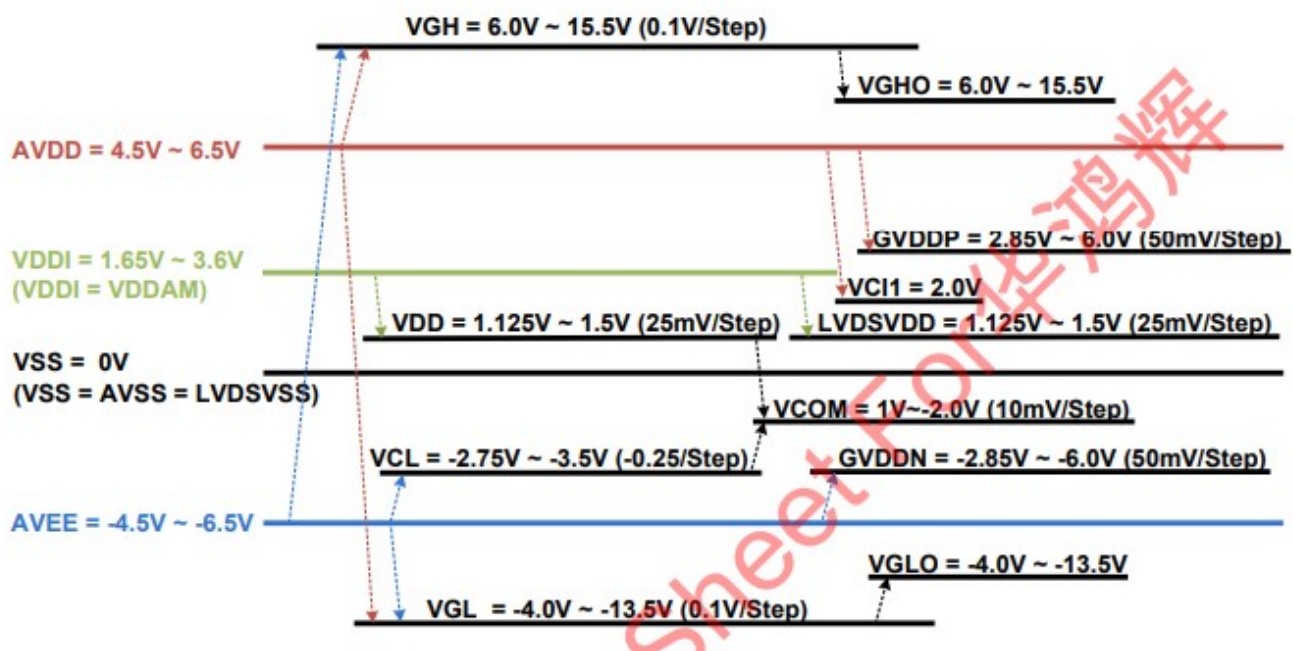 VGH = 6.0V ~ 15.5V (0.1V/Step)
VGHO = 6.0V ~ 15.5V
AVDD = 4.5V ~ 6.5V
GVDDP = 2.85V ~ 6.0V (50mV/Step)
VDDI = 1.65V ~ 3.6V
(VDDI = VDDAM)
VCI1 = 2.0V
VDD = 1.125V ~ 1.5V (25mV/Step)
LVDSVDD = 1.125V ~ 1.5V (25mV/Step)
VSS = 0V
(VSS = AVSS = LVDSVSS)
VCOM = 1V~-2.0V (10mV/Step)
VCL = -2.75V ~ -3.5V (-0.25/Step)
GVDDN = -2.85V ~ -6.0V (50mV/Step)
AVEE = -4.5V ~ -6.5V
VGLO = -4.0V ~ -13.5V
VGL = -4.0V ~ -13.5V (0.1V/Step)
Sheet For华鸿辉